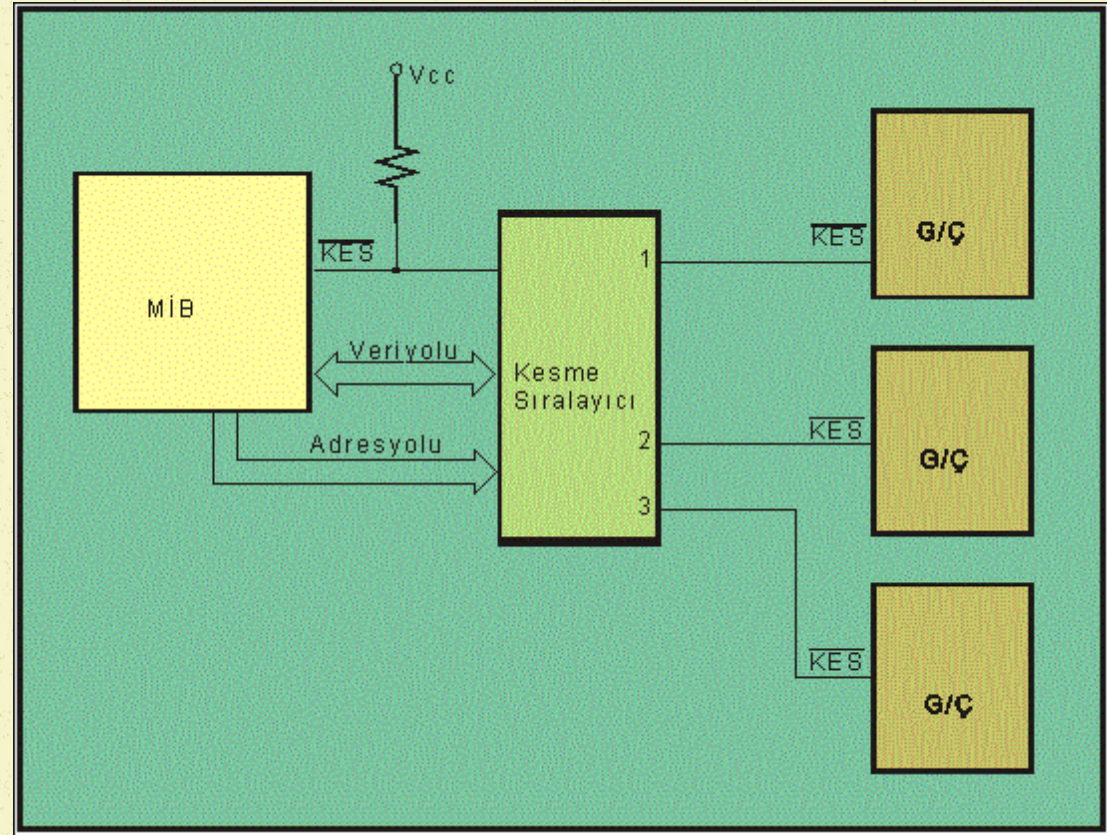 Vcc
KES
MİB
Veriyolu
Adresyolu
Kesme
Sıralayıcı
1
2
3
KES
G/Ç
KES
G/Ç
KES
G/Ç